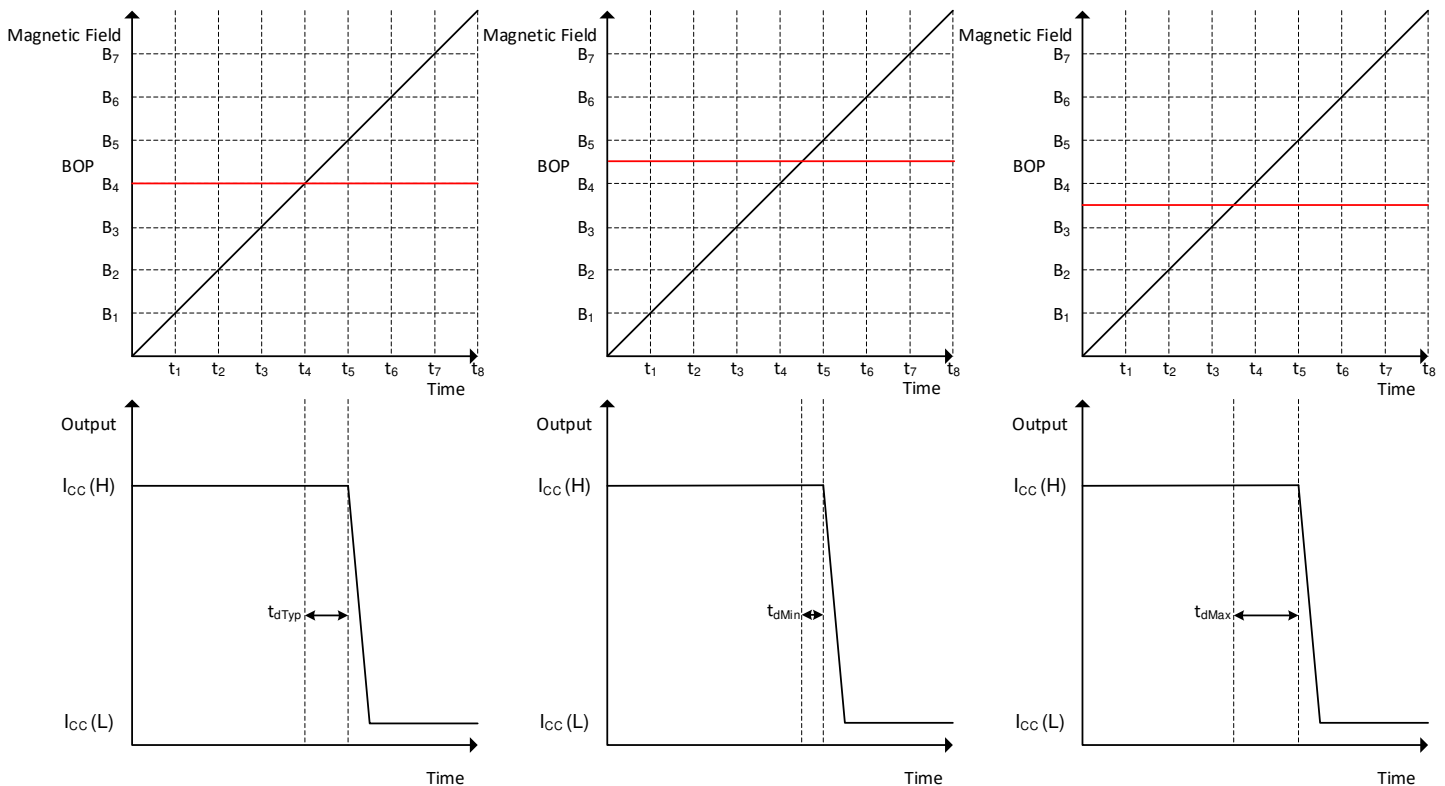 Magnetic Field
B7
B6
B5
BOP
B4
B3
B2
B1
t1 t2 t3 t4 t5 t6 t7 t8
Time
Magnetic Field
B7
B6
B5
BOP
B4
B3
B2
B1
t1 t2 t3 t4 t5 t6 t7 t8
Time
Magnetic Field
B7
B6
B5
BOP
B4
B3
B2
B1
t1 t2 t3 t4 t5 t6 t7 t8
Time
Output
ICC (H)
tdTyp
ICC (L)
Time
Output
ICC (H)
tdMin
ICC (L)
Time
Output
ICC (H)
tdMax
ICC (L)
Time